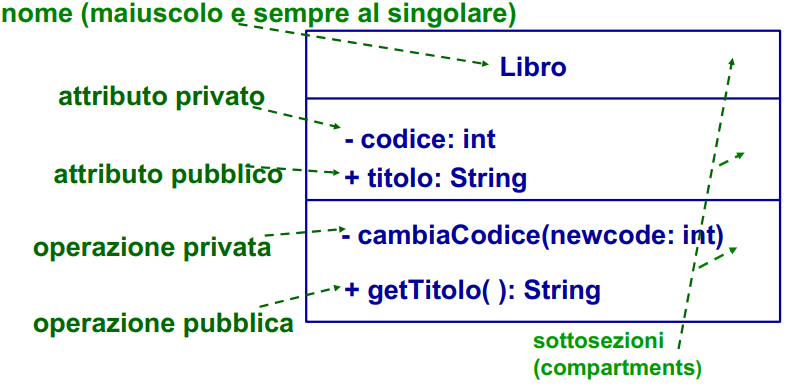 nome (maiuscolo e sempre al singolare)
Libro
attributo privato
- codice: int
attributo pubblico
+ titolo: String
operazione privata
- cambiaCodice(newcode: int)
+ getTitolo( ): String
operazione pubblica
sottosezioni
(compartments)